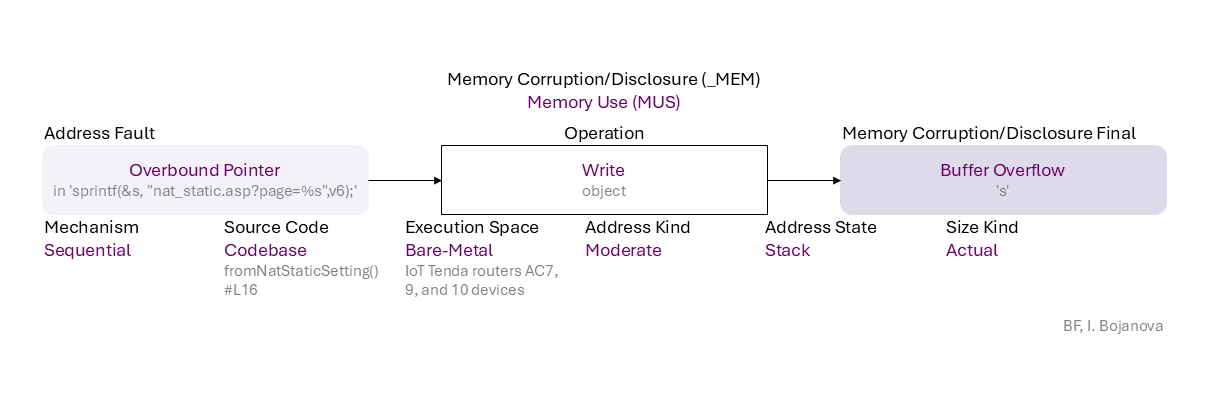 Memory Corruption/Disclosure (_MEM)
Memory Use (MUS)
Address Fault
Operation
Memory Corruption/Disclosure Final
Overbound Pointer
in 'sprintf(&s, "nat_static.asp?page=%s",v6);'
Write
object
Buffer Overflow
's'
Mechanism
Sequential
Source Code
Codebase
fromNatStaticSetting()
#L16
Execution Space
Bare-Metal
IoT Tenda routers AC7,
9, and 10 devices
Address Kind
Moderate
Address State
Stack
Size Kind
Actual
BF, I. Bojanova